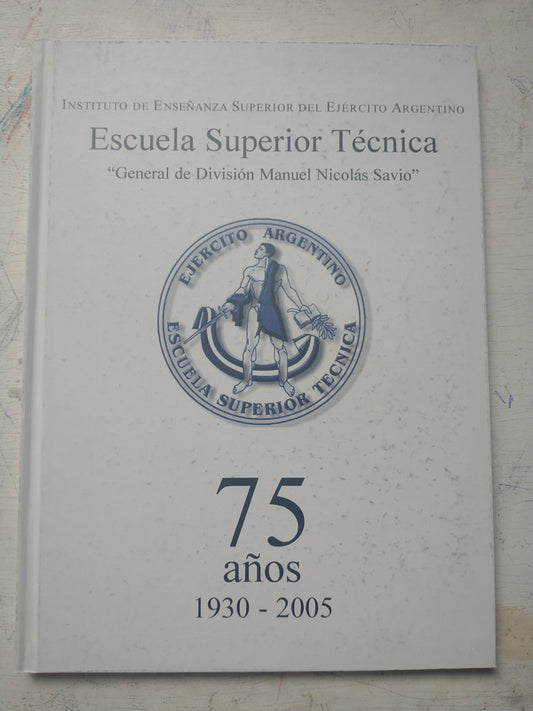 INSTITUTO DE ENSEÑANZA SUPERIOR DEL EJÉRCITO ARGENTINO
Escuela Superior Técnica
“General de División Manuel Nicolás Savio”
EJERCITO ARGENTINO
ESCUELA SUPERIOR TECNICA
75
años
1930 - 2005